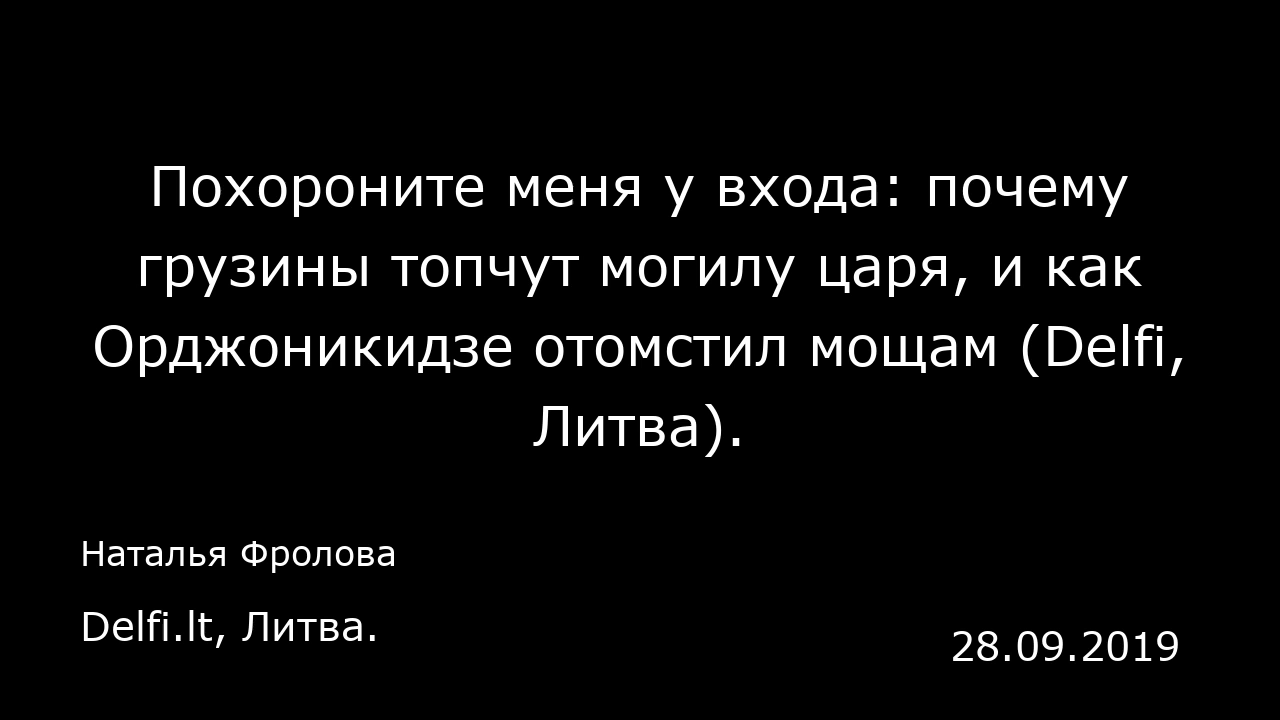 Похороните меня у входа: почему
грузины топчут могилу царя, и как
Орджоникидзе отомстил мощам (Delfi,
Литва).
Наталья Фролова
Delfi.lt, Литва.
28.09.2019